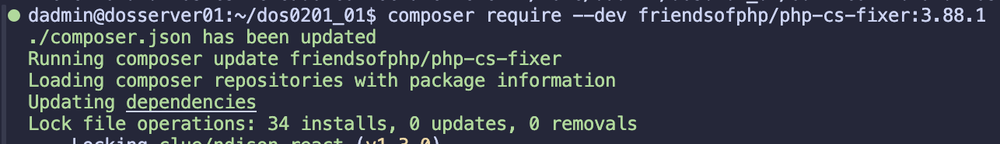 dadmin@dosserver01:~/dos0201_01$ composer require --dev friendsofphp/php-cs-fixer:3.88.1
./composer.json has been updated
Running composer update friendsofphp/php-cs-fixer
Loading composer repositories with package information
Updating dependencies
Lock file operations: 34 installs, 0 updates, 0 removals
Locking clue/ndjson-react (v1.3.0)